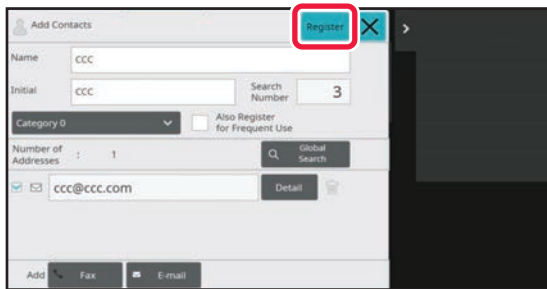 Add Contacts Register
Name ccc
Initial ccc Search Number 3
Category 0 Also Register for Frequent Use
Number of Addresses : 1 Global Search
ccc@ccc.com Detail
Add Fax E-mail